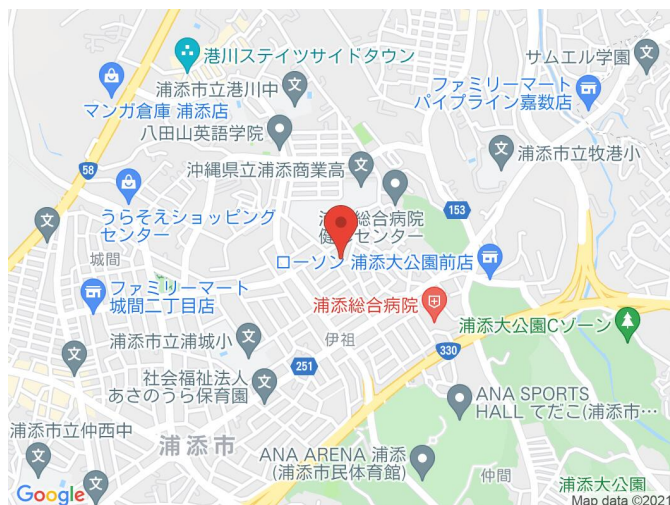 港川ステイツサイドタウン
サムエル学園
浦添市立港川中
ファミリーマート
パイプライン嘉数店
マンガ倉庫 浦添店
八田山英語学院
浦添市立牧港小
沖縄県立浦添商業高
58
うらそえショッピング
センター
153
総合病院
センター
城間
ローソン 浦添大公園前店
ファミリーマート
城間二丁目店
浦添総合病院
浦添大公園Cゾーン
浦添市立浦城小
伊祖
330
251
社会福祉法人
あさのうら保育園
ANA SPORTS
HALL てだこ(浦添市…
浦添市立仲西中
浦添市
ANA ARENA 浦添
(浦添市民体育館)
仲間
浦添大公園
Google
Map data ©2021